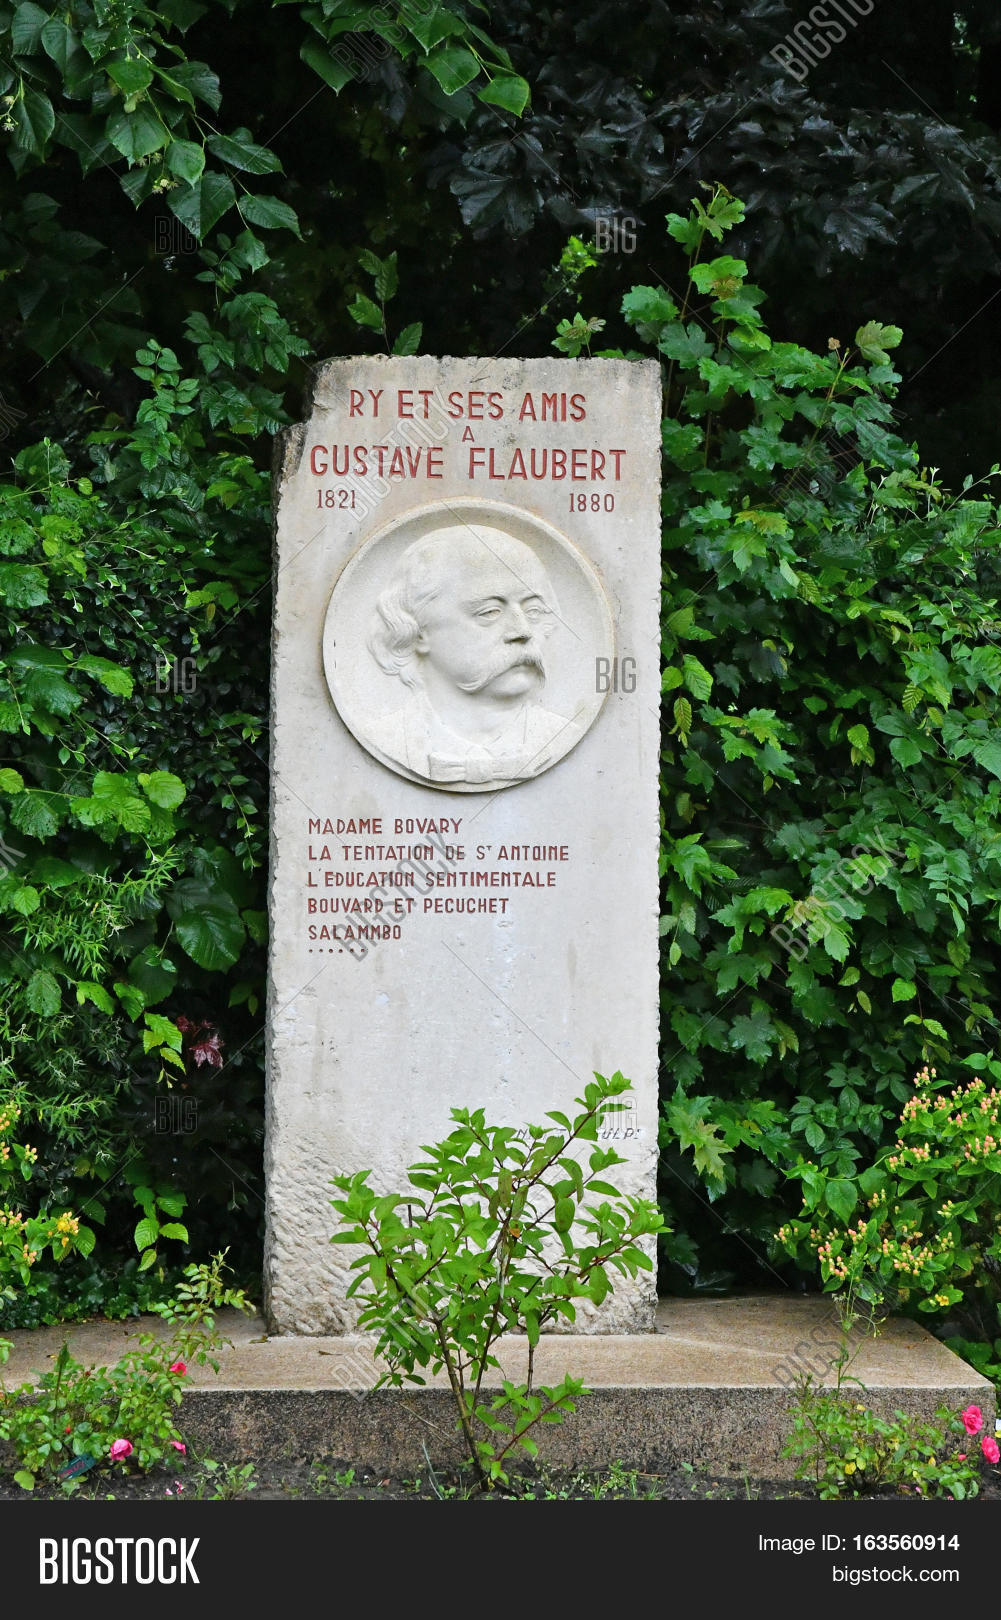 RY ET SES AMIS
A
GUSTAVE FLAUBERT
1821 1880
MADAME BOVARY
LA TENTATION DE ST ANTOINE
L'EDUCATION SENTIMENTALE
BOUVARD ET PECUCHET
SALAMMBO
......
BIGSTOCK
Image ID: 163560914
bigstock.com